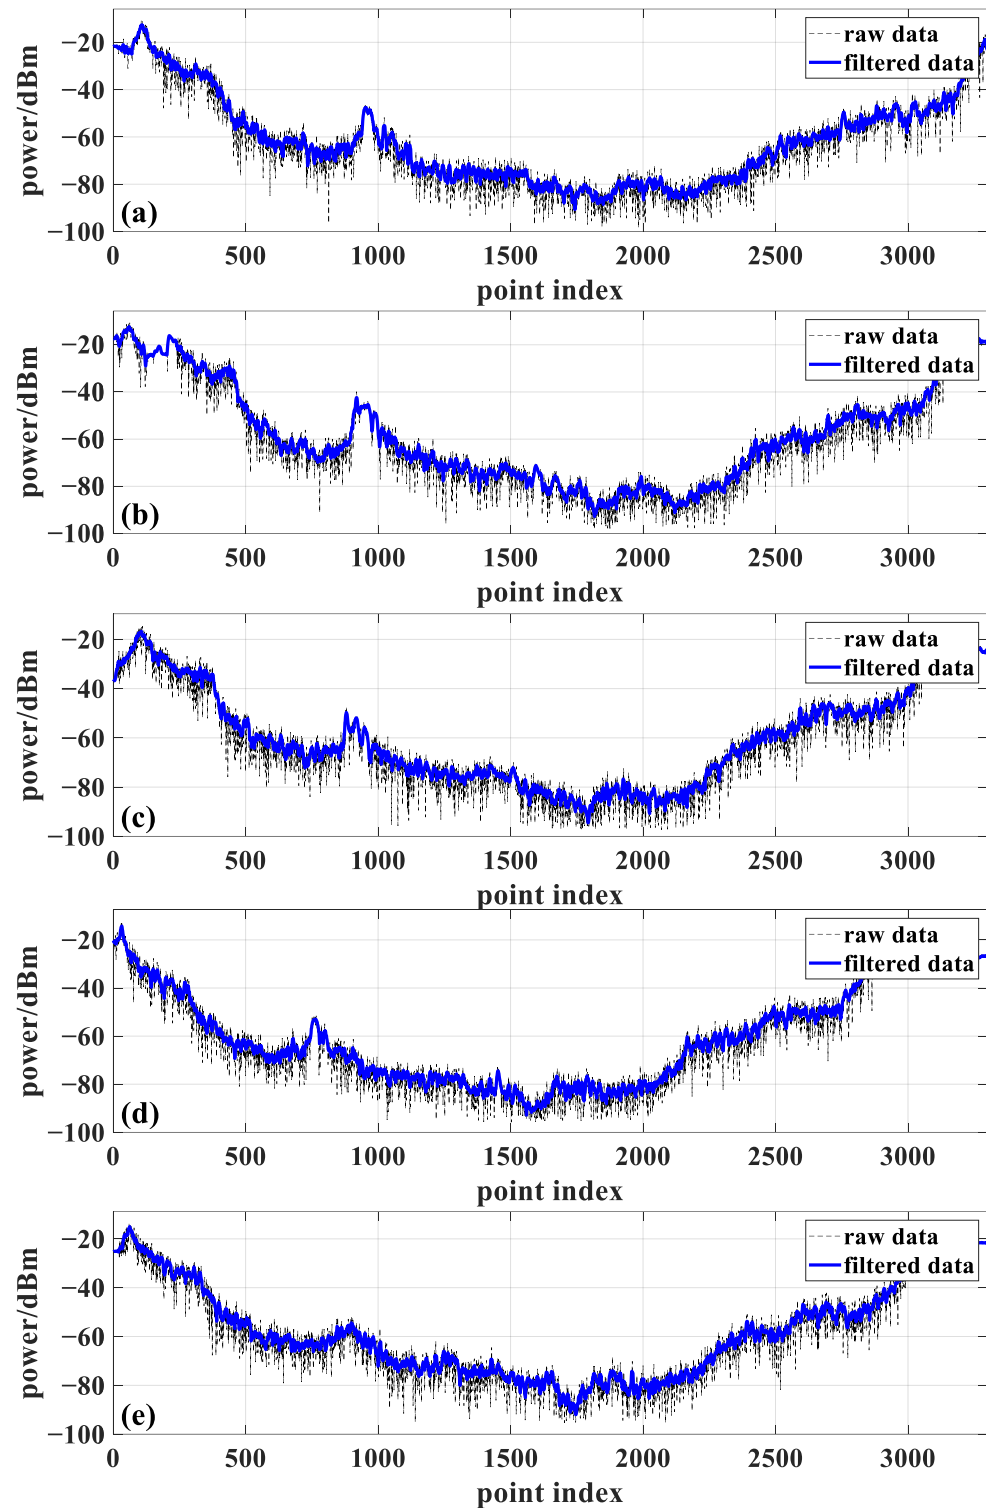 power/dBm
−20
−40
−60
−80
−100
raw data
filtered data
(a)
0 500 1000 1500 2000 2500 3000
point index
power/dBm
−20
−40
−60
−80
−100
raw data
filtered data
(b)
0 500 1000 1500 2000 2500 3000
point index
power/dBm
−20
−40
−60
−80
−100
raw data
filtered data
(c)
0 500 1000 1500 2000 2500 3000
point index
power/dBm
−20
−40
−60
−80
−100
raw data
filtered data
(d)
0 500 1000 1500 2000 2500 3000
point index
power/dBm
−20
−40
−60
−80
−100
raw data
filtered data
(e)
0 500 1000 1500 2000 2500 3000
point index